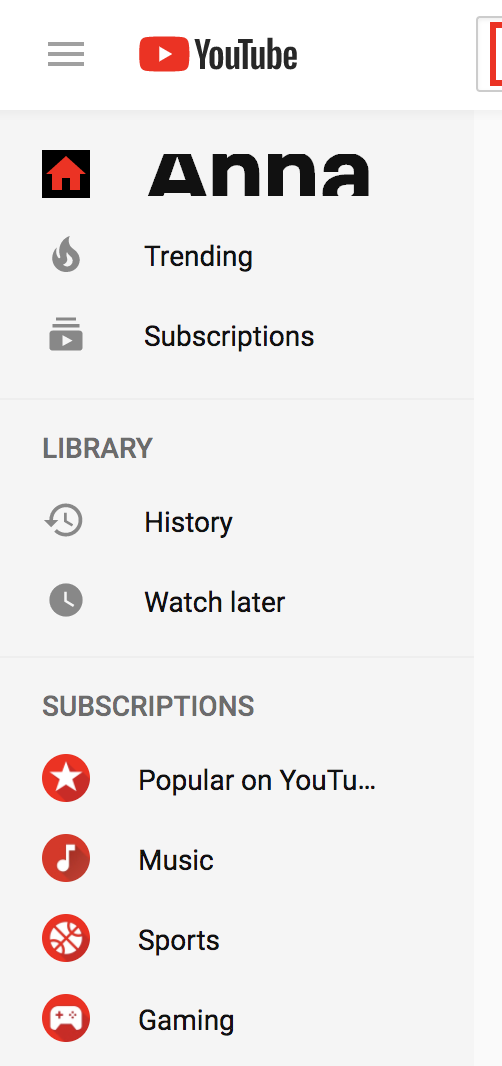 YouTube
Anna
Trending
Subscriptions
LIBRARY
History
Watch later
SUBSCRIPTIONS
Popular on YouTu...
Music
Sports
Gaming